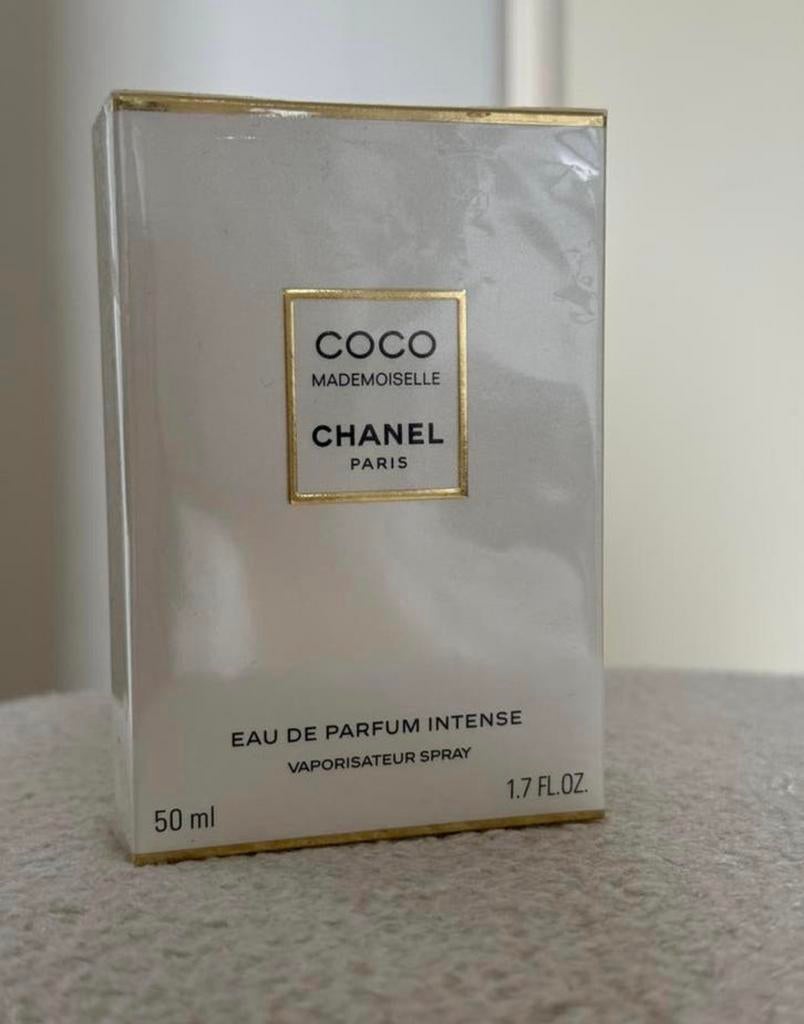 COCO
MADEMOISELLE
CHANEL
PARIS
EAU DE PARFUM INTENSE
VAPORISATEUR SPRAY
50 ml
1.7 FL.OZ.